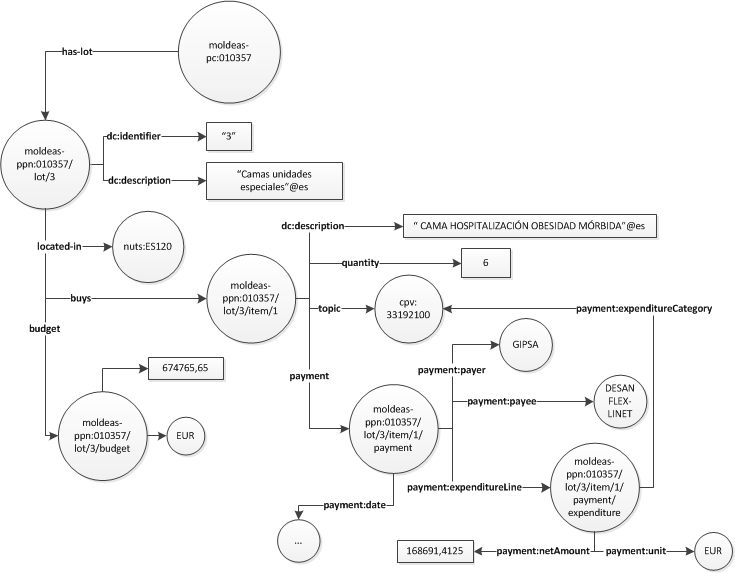 moldeas-
pc:010357
has-lot
moldeas-
ppn:010357/
lot/3
dc:identifier
"3"
dc:description
"Camas unidades
especiales"@es
located-in
nuts:ES120
dc:description
" CAMA HOSPITALIZACIÓN OBESIDAD MÓRBIDA"@es
quantity
6
buys
moldeas-
ppn:010357/
lot/3/item/1
topic
cpv:
33192100
payment:expenditureCategory
budget
674765,65
moldeas-
ppn:010357/
lot/3/budget
EUR
payment
payment:payer
GIPSA
payment:payee
DESAN
FLEX-
LINET
moldeas-
ppn:010357/
lot/3/item/1/
payment
payment:expenditureLine
moldeas-
ppn:010357/
lot/3/item/1/
payment/
expenditure
payment:date
...
168691,4125
payment:netAmount
payment:unit
EUR